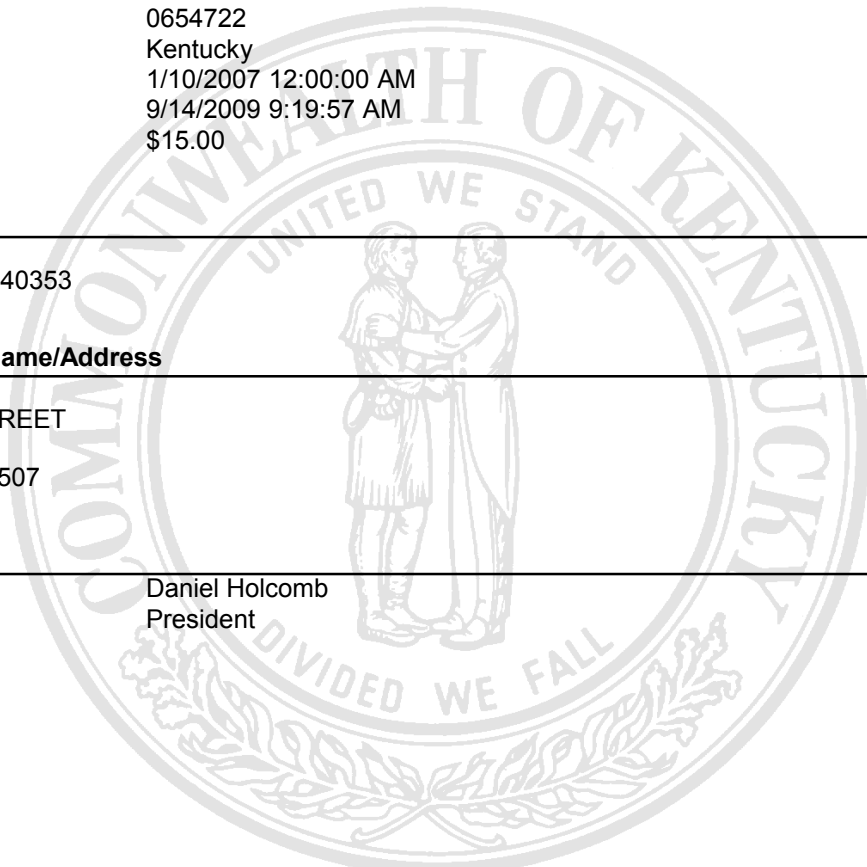 0654722
Kentucky
1/10/2007 12:00:00 AM
9/14/2009 9:19:57 AM
$15.00
40353
ame/Address
REET
507
Daniel Holcomb
President
COMMONWEALTH OF KENTUCKY
UNITED WE STAND
DIVIDED WE FALL